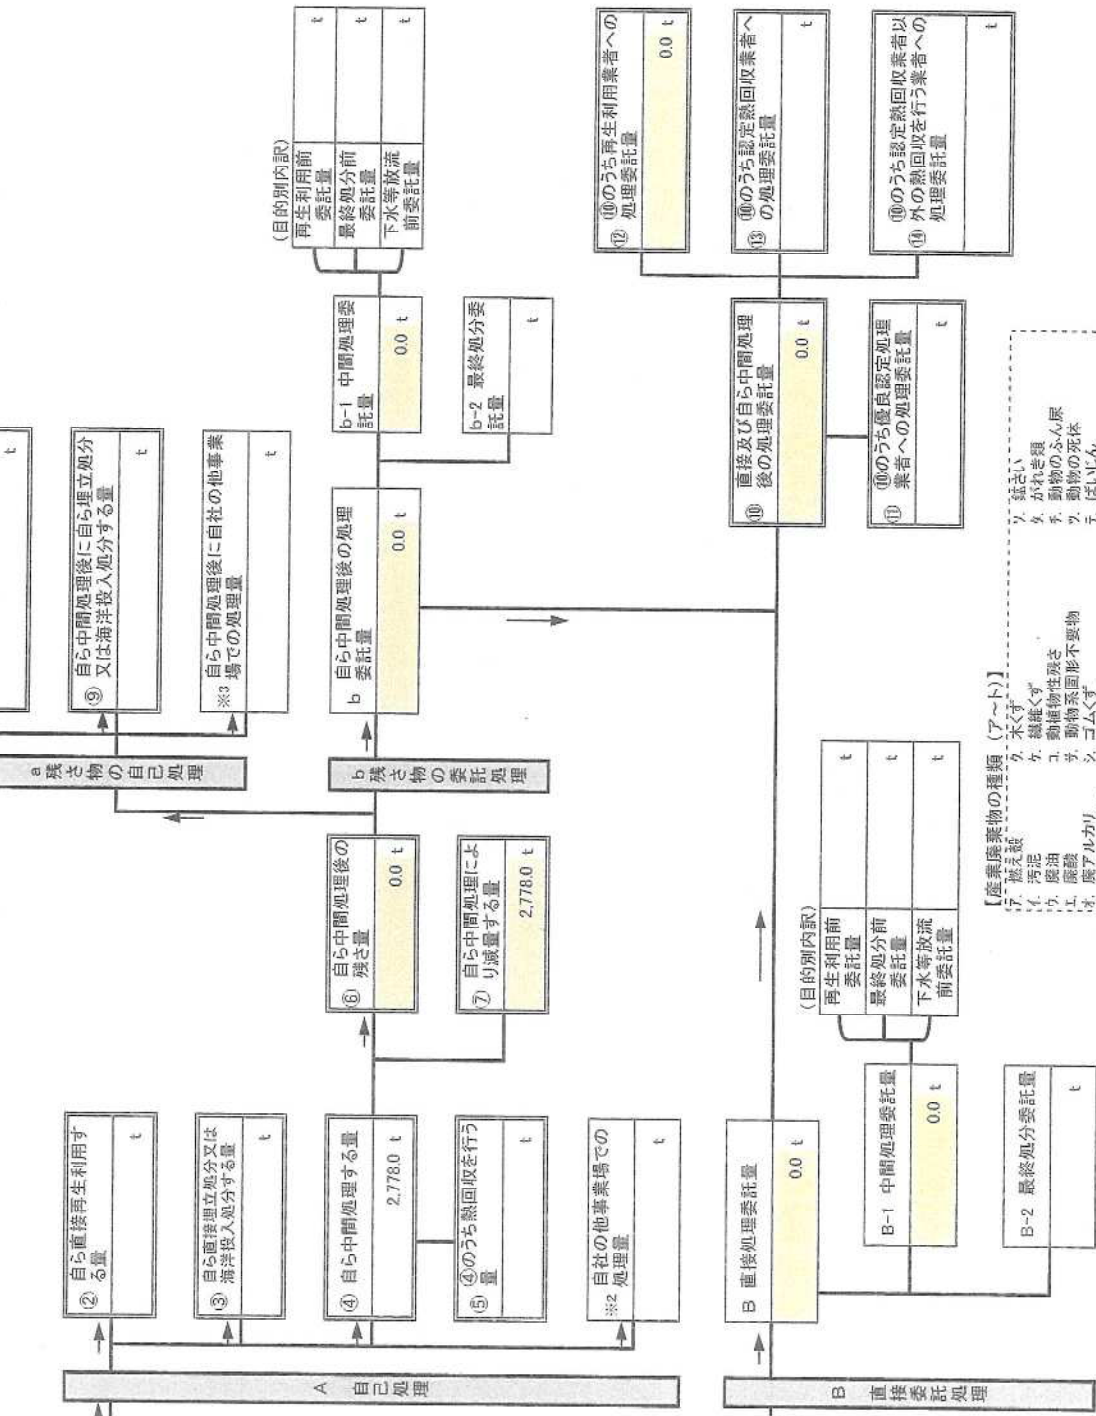 A 自己処理
② 自ら直接再生利用す
る量
t
③ 自ら直接埋立処分又は
海洋投入処分する量
t
④ 自ら中間処理する量
2,778.0 t
⑤ ④のうち熱回収を行う
量
t
※2 自社の他事業場での
処理量
t
⑥ 自ら中間処理後の
残さ量
0.0 t
⑦ 自ら中間処理によ
り減量する量
2,778.0 t
a 残さ物の自己処理
t
⑨ 自ら中間処理後に自ら埋立処分
又は海洋投入処分する量
t
※3 自ら中間処理後に自社の他事業
場での処理量
t
b 残さ物の委託処理
b 自ら中間処理後の処理
委託量
0.0 t
b-1 中間処理委
託量
0.0 t
b-2 最終処分委
託量
t
(目的別内訳)
再生利用前
委託量
t
最終処分前
委託量
t
下水等放流
前委託量
t
B 直接委託処理
B 直接処理委託量
0.0 t
B-1 中間処理委託量
0.0 t
B-2 最終処分委託量
t
(目的別内訳)
再生利用前
委託量
t
最終処分前
委託量
t
下水等放流
前委託量
t
⑩ 直接及び自ら中間処理
後の処理委託量
0.0 t
⑪ ⑩のうち優良認定処理
業者への処理委託量
t
⑫ ⑩のうち再生利用業者への
処理委託量
0.0 t
⑬ ⑩のうち認定熱回収業者へ
の処理委託量
t
⑭ ⑩のうち認定熱回収業者以
外の熱回収を行う業者への
処理委託量
t
【産業廃棄物の種類(ア~ト)】
ア. 燃え殻
イ. 汚泥
ウ. 廃油
エ. 廃酸
オ. 廃アルカリ
ク. 木くず
ケ. 繊維くず
コ. 動植物性残さ
サ. 動物系固形不要物
シ. ゴムくず
ソ. 鉱さい
タ. がれき類
チ. 動物のふん尿
ツ. 動物の死体
テ. ばいじん